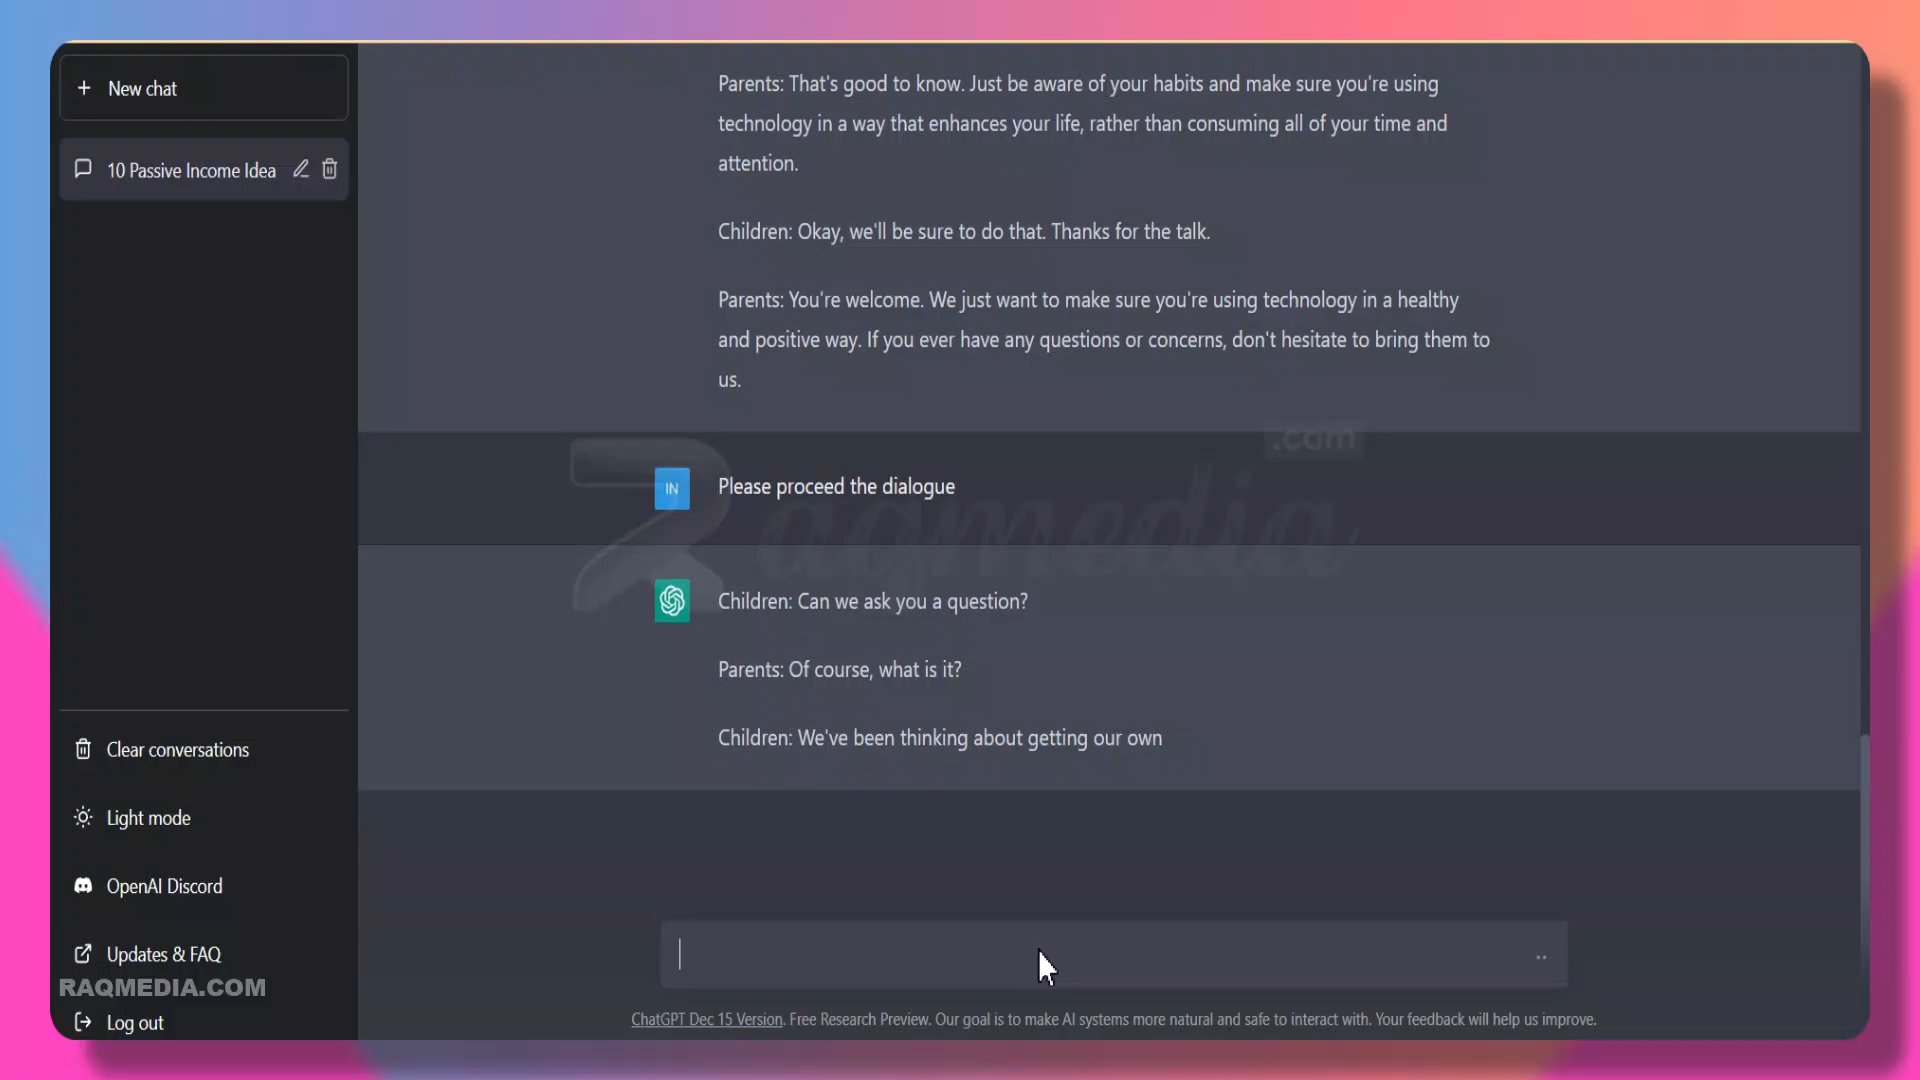 New chat
10 Passive Income Idea
Parents: That's good to know. Just be aware of your habits and make sure you're using
technology in a way that enhances your life, rather than consuming all of your time and
attention.
Children: Okay, we'll be sure to do that. Thanks for the talk.
Parents: You're welcome. We just want to make sure you're using technology in a healthy
and positive way. If you ever have any questions or concerns, don't hesitate to bring them to
us.
IN
Please proceed the dialogue
.com
Raqmedia
Children: Can we ask you a question?
Parents: Of course, what is it?
Children: We've been thinking about getting our own
Clear conversations
Light mode
OpenAI Discord
Updates & FAQ
RAQMEDIA.COM
Log out
ChatGPT Dec 15 Version. Free Research Preview. Our goal is to make AI systems more natural and safe to interact with. Your feedback will help us improve.